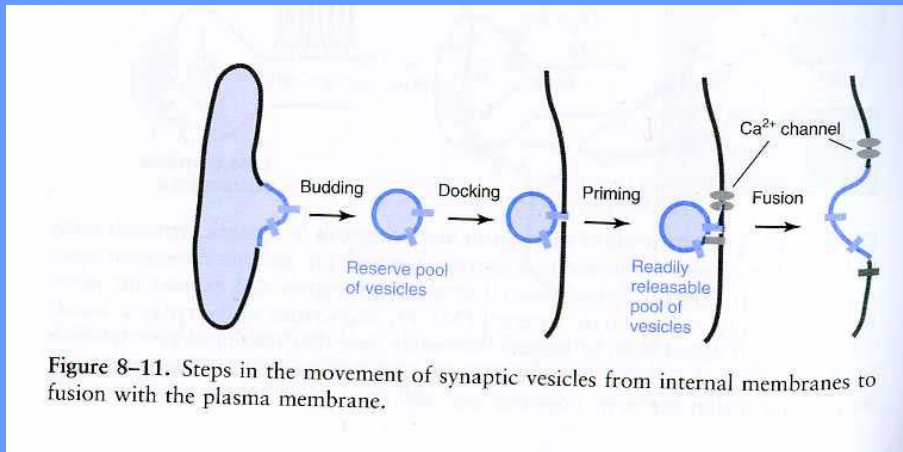 Ca²⁺ channel
Budding
Docking
Priming
Fusion
Reserve pool
of vesicles
Readily
releasable
pool of
vesicles
Figure 8–11. Steps in the movement of synaptic vesicles from internal membranes to
fusion with the plasma membrane.